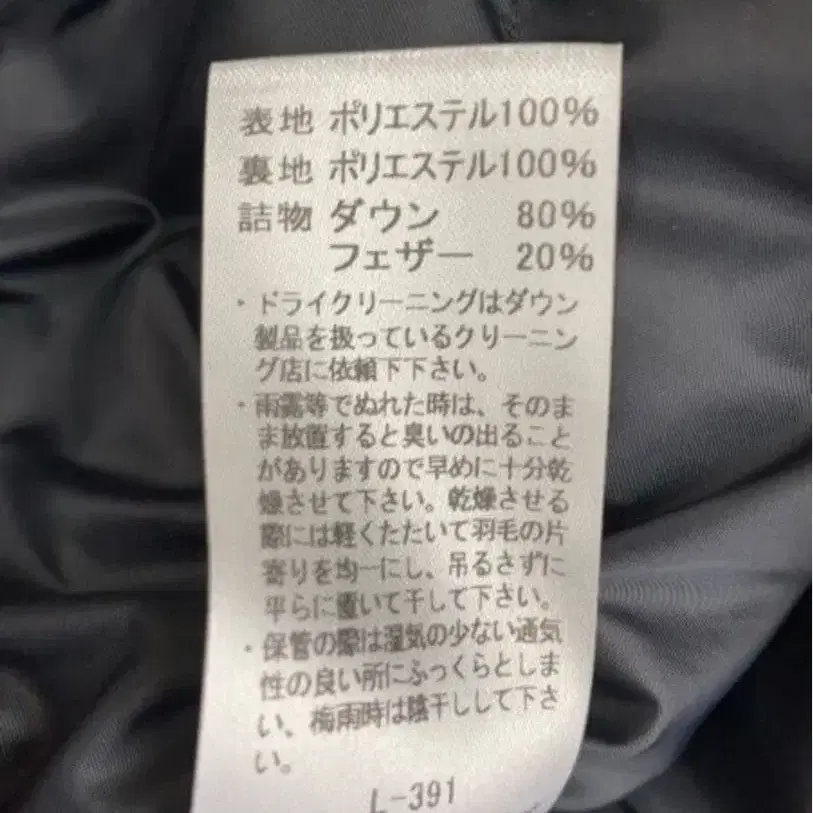 表地 ポリエステル100%
裏地 ポリエステル100%
詰物 ダウン 80%
フェザー 20%
・ドライクリーニングはダウン
製品を扱っているクリーニン
グ店に依頼下下さい。
・雨露等でぬれた時は、そのま
ま放置すると臭いの出ること
がありますので早めに十分乾
燥させて下さい。乾燥させる
際には軽くたたいて羽毛の片
寄りを均一にし、吊るさずに
平らに置いて干して下さい。
・保管の際は湿気の少ない通気
性の良い所にふっくらとしま
い、梅雨時は陰干しして下さ
い。
L-391